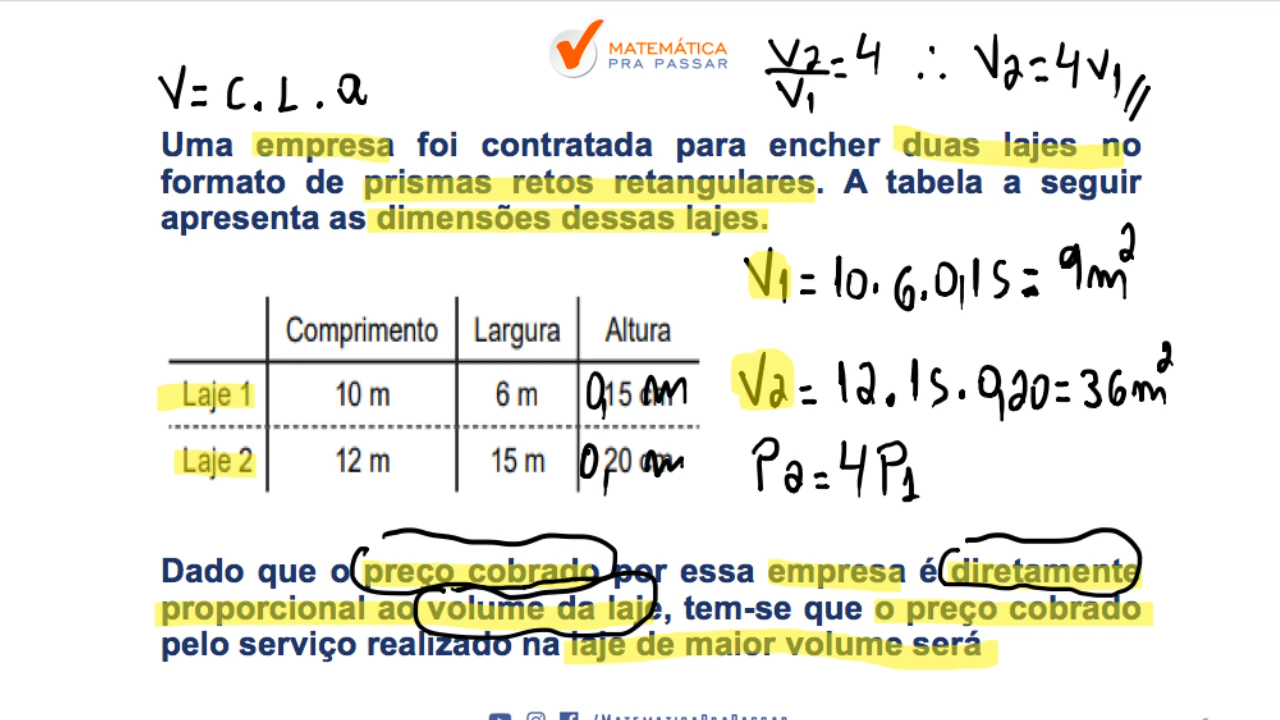 MATEMÁTICA
PRA PASSAR
V2/V1=4 ∴ V2=4V1//
V= C.L.a
Uma empresa foi contratada para encher duas lajes no
formato de prismas retos retangulares. A tabela a seguir
apresenta as dimensões dessas lajes.
V1= 10.6.0,15= 9m²
Comprimento Largura Altura
Laje 1 10 m 6 m 0,15 cm m
V2= 12.15.0,20=36m²
Laje 2 12 m 15 m 0,20 cm m
P2=4P1
Dado que o preço cobrado por essa empresa é diretamente
proporcional ao volume da laje, tem-se que o preço cobrado
pelo serviço realizado na laje de maior volume será
/MATEMATICAPRAPASSAR